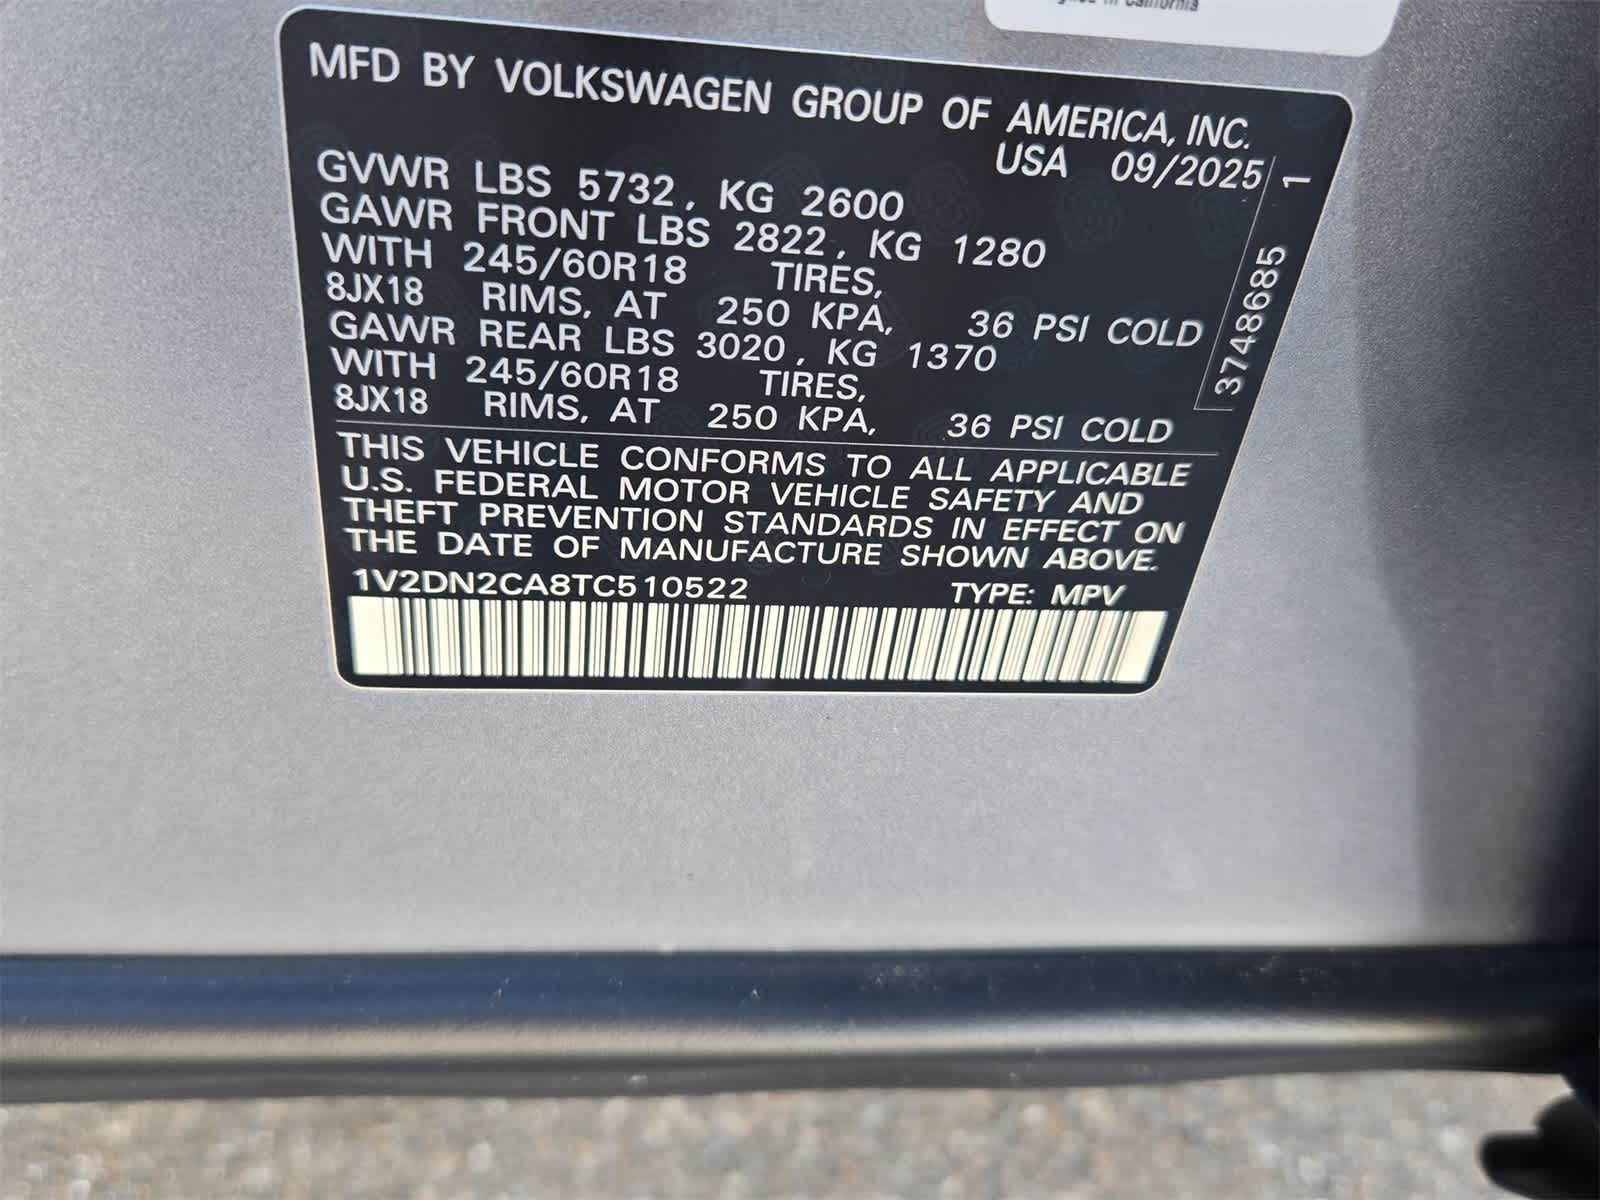 in California
MFD BY VOLKSWAGEN GROUP OF AMERICA, INC.
USA 09/2025
GVWR LBS 5732, KG 2600
GAWR FRONT LBS 2822, KG 1280
WITH 245/60R18 TIRES,
8JX18 RIMS, AT 250 KPA, 36 PSI COLD
GAWR REAR LBS 3020, KG 1370
WITH 245/60R18 TIRES,
8JX18 RIMS, AT 250 KPA, 36 PSI COLD
3748685 1
THIS VEHICLE CONFORMS TO ALL APPLICABLE
U.S. FEDERAL MOTOR VEHICLE SAFETY AND
THEFT PREVENTION STANDARDS IN EFFECT ON
THE DATE OF MANUFACTURE SHOWN ABOVE.
1V2DN2CA8TC510522 TYPE: MPV